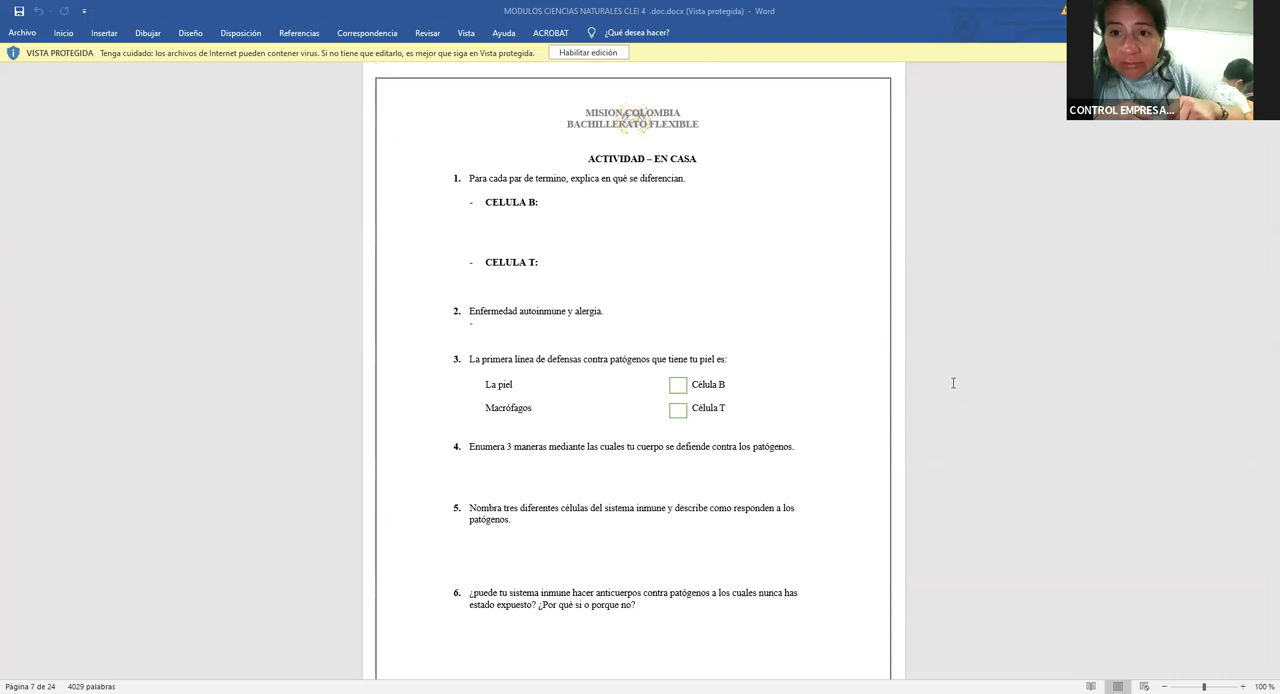 MODULOS CIENCIAS NATURALES CLEI 4 .doc.docx (Vista protegida) - Word
Archivo Inicio Insertar Dibujar Diseño Disposición Referencias Correspondencia Revisar Vista Ayuda ACROBAT ¿Qué desea hacer?
VISTA PROTEGIDA Tenga cuidado: los archivos de Internet pueden contener virus. Si no tiene que editarlo, es mejor que siga en Vista protegida. Habilitar edición
CONTROL EMPRESA...
MISION COLOMBIA
BACHILLERATO FLEXIBLE
ACTIVIDAD – EN CASA
1. Para cada par de termino, explica en qué se diferencian.
- CELULA B:
- CELULA T:
2. Enfermedad autoinmune y alergia.
-
3. La primera línea de defensas contra patógenos que tiene tu piel es:
La piel Célula B
Macrófagos Célula T
4. Enumera 3 maneras mediante las cuales tu cuerpo se defiende contra los patógenos.
5. Nombra tres diferentes células del sistema inmune y describe como responden a los
patógenos.
6. ¿puede tu sistema inmune hacer anticuerpos contra patógenos a los cuales nunca has
estado expuesto? ¿Por qué si o porque no?
Página 7 de 24 4029 palabras 100 %